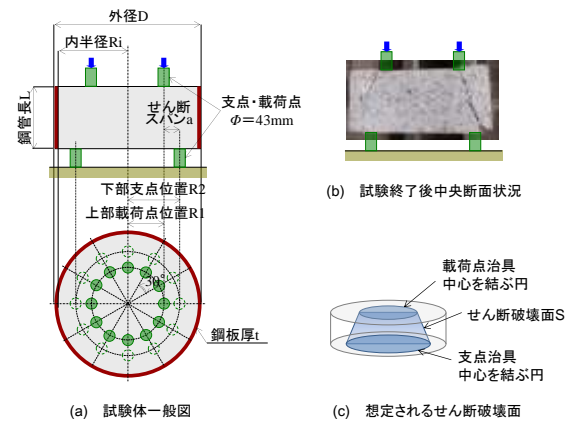 外径D
内半径Ri
鋼管長L
せん断
スパンa
支点・載荷点
Φ＝43mm
下部支点位置R2
上部載荷点位置R1
30°
鋼板厚t
(a) 試験体一般図
(b) 試験終了後中央断面状況
載荷点治具
中心を結ぶ円
せん断破壊面S
支点治具
中心を結ぶ円
(c) 想定されるせん断破壊面